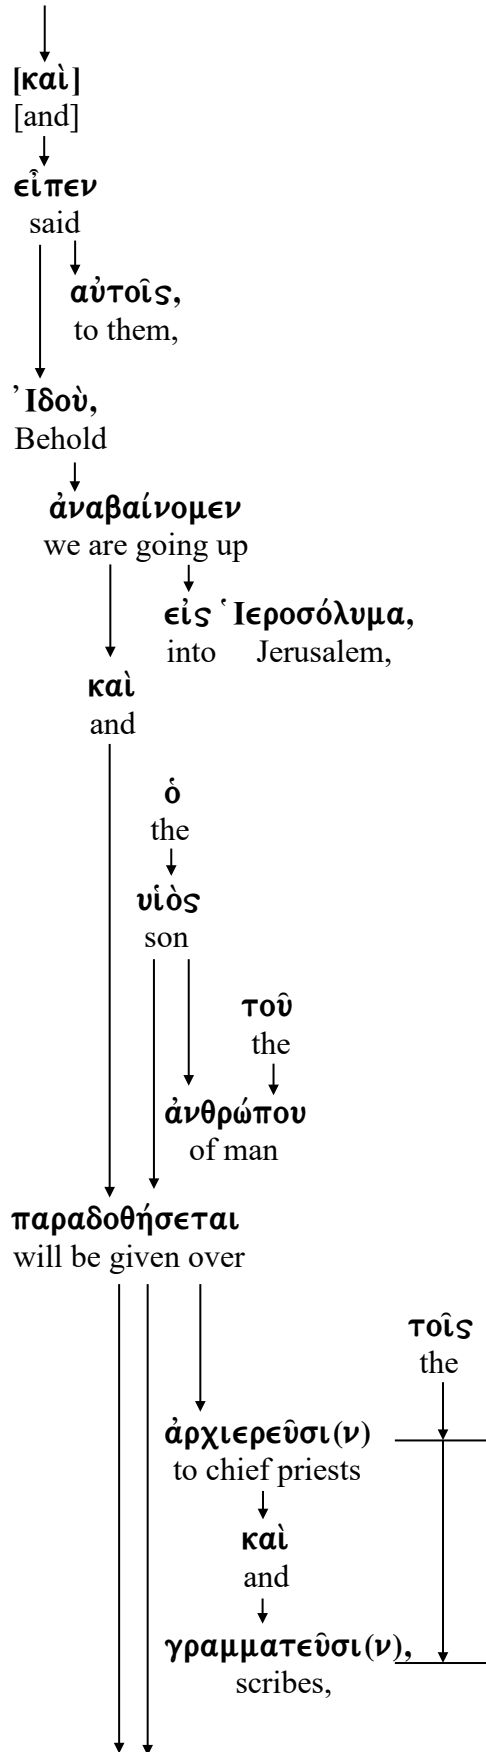 [καὶ]
[and]
εἶπεν
said
αὐτοῖς,
to them,
᾿Ιδοὺ,
Behold
ἀναβαίνομεν
we are going up
εἰς ῾Ιεροσόλυμα,
into Jerusalem,
καὶ
and
ὁ
the
υἱὸς
son
τοῦ
the
ἀνθρώπου
of man
παραδοθήσεται
will be given over
τοῖς
the
ἀρχιερεῦσι(ν)
to chief priests
καὶ
and
γραμματεῦσι(ν),
scribes,